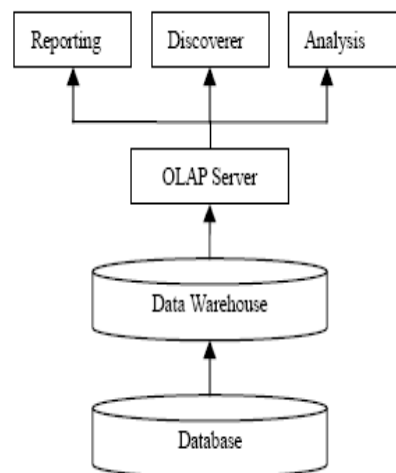 Reporting
Discoverer
Analysis
OLAP Server
Data Warehouse
Database